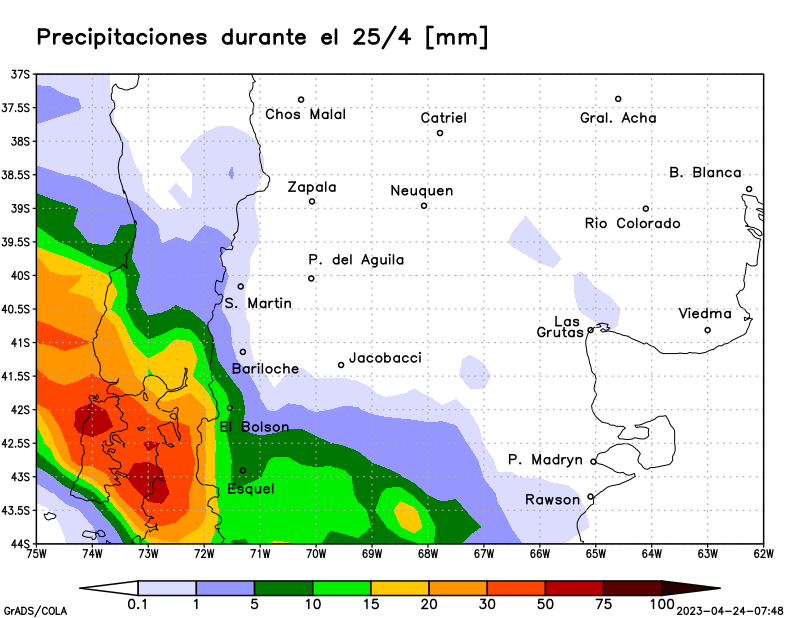 Precipitaciones durante el 25/4 [mm]
37S
37.5S
38S
38.5S
39S
39.5S
40S
40.5S
41S
41.5S
42S
42.5S
43S
43.5S
44S
Chos Malal
Catriel
Gral. Acha
B. Blanca
Zapala
Neuquen
Rio Colorado
P. del Aguila
S. Martin
Viedma
Las
Grutas
Jacobacci
Bariloche
El Bolson
P. Madryn
Esquel
Rawson
75W 74W 73W 72W 71W 70W 69W 68W 67W 66W 65W 64W 63W 62W
0.1 1 5 10 15 20 30 50 75 100
GrADS/COLA
2023-04-24-07:48